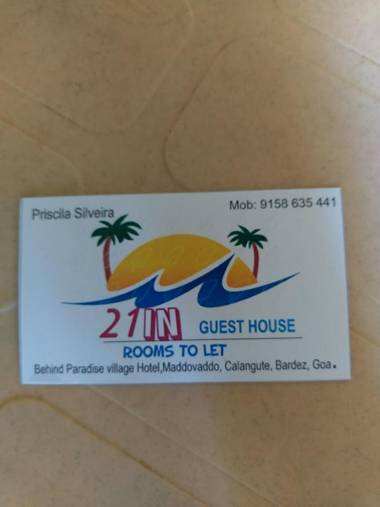 Priscila Silveira
Mob: 9158 635 441
21IN GUEST HOUSE
ROOMS TO LET
Behind Paradise village Hotel,Maddovaddo, Calangute, Bardez, Goa.